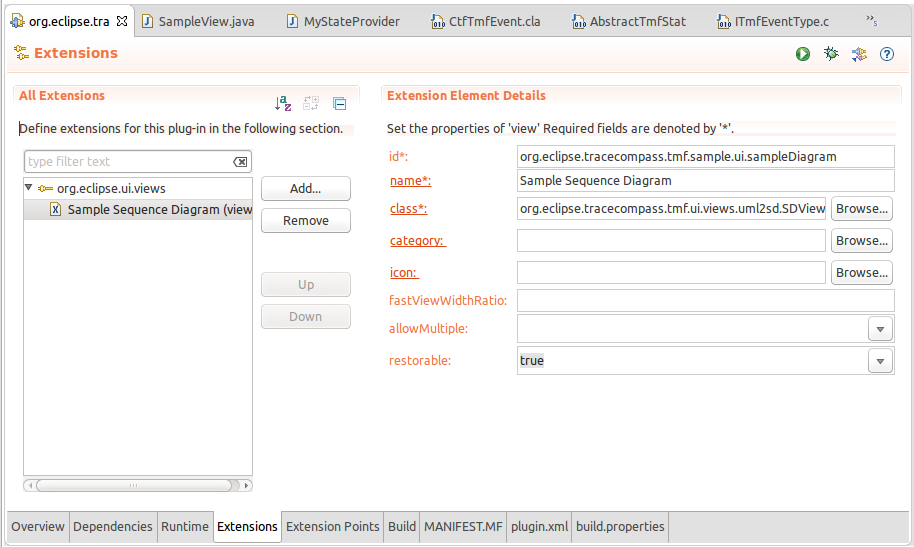 org.eclipse.tra SampleView.java MyStateProvider CtfTmfEvent.cla AbstractTmfStat ITmfEventType.c »5
Extensions
All Extensions
Define extensions for this plug-in in the following section.
type filter text
org.eclipse.ui.views
Sample Sequence Diagram (view
Add...
Remove
Up
Down
Extension Element Details
Set the properties of 'view' Required fields are denoted by '*'.
id*: org.eclipse.tracecompass.tmf.sample.ui.sampleDiagram
name*: Sample Sequence Diagram
class*: org.eclipse.tracecompass.tmf.ui.views.uml2sd.SDView Browse...
category: Browse...
icon: Browse...
fastViewWidthRatio:
allowMultiple:
restorable: true
Overview Dependencies Runtime Extensions Extension Points Build MANIFEST.MF plugin.xml build.properties